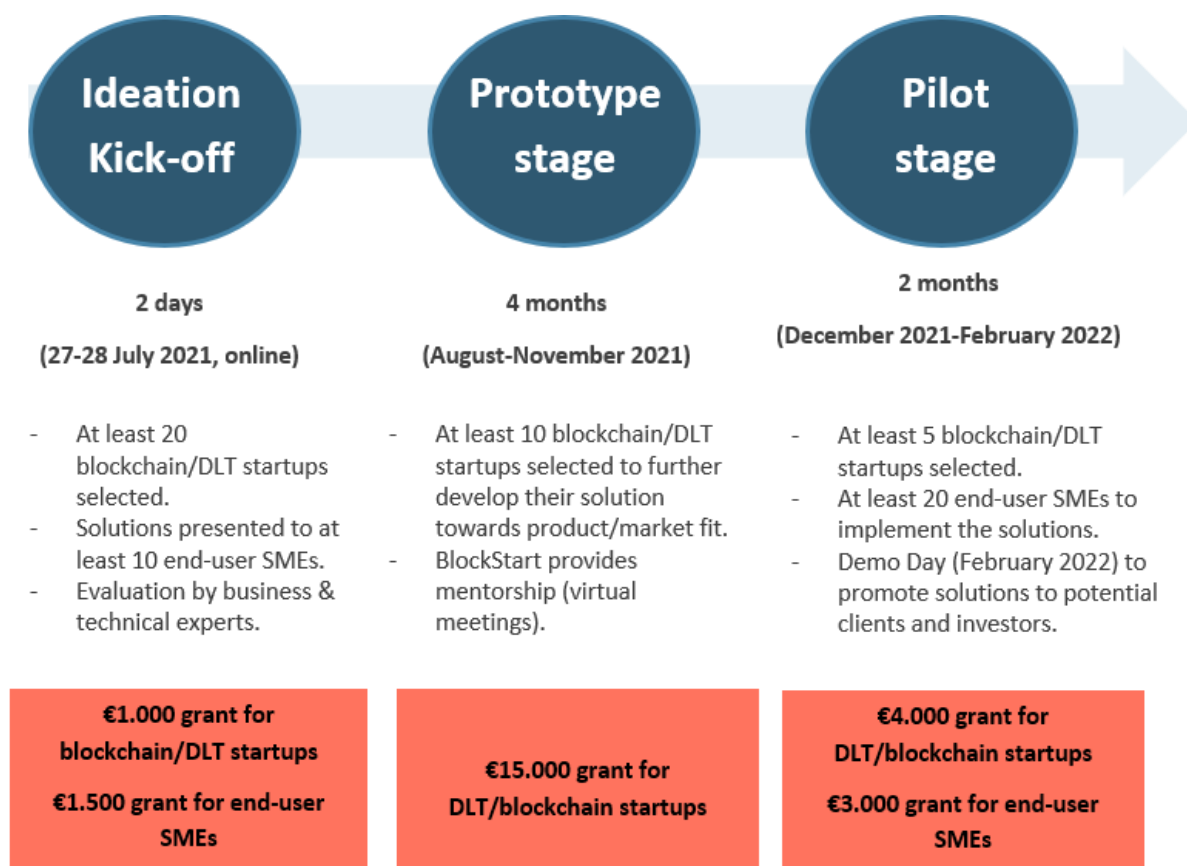 Ideation
Kick-off
2 days
(27-28 July 2021, online)
- At least 20
blockchain/DLT startups
selected.
- Solutions presented to at
least 10 end-user SMEs.
- Evaluation by business &
technical experts.
€1.000 grant for
blockchain/DLT startups
€1.500 grant for end-user
SMEs
Prototype
stage
4 months
(August-November 2021)
- At least 10 blockchain/DLT
startups selected to further
develop their solution
towards product/market fit.
- BlockStart provides
mentorship (virtual
meetings).
€15.000 grant for
DLT/blockchain startups
Pilot
stage
2 months
(December 2021-February 2022)
- At least 5 blockchain/DLT
startups selected.
- At least 20 end-user SMEs to
implement the solutions.
- Demo Day (February 2022) to
promote solutions to potential
clients and investors.
€4.000 grant for
DLT/blockchain startups
€3.000 grant for end-user
SMEs